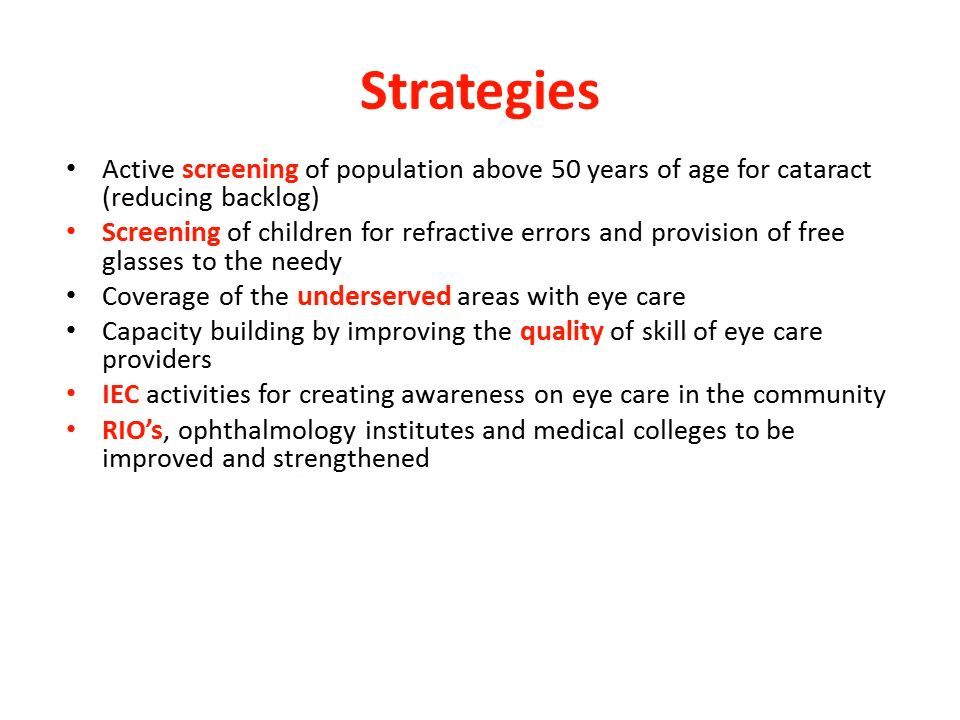 Strategies
• Active screening of population above 50 years of age for cataract
(reducing backlog)
• Screening of children for refractive errors and provision of free
glasses to the needy
• Coverage of the underserved areas with eye care
• Capacity building by improving the quality of skill of eye care
providers
• IEC activities for creating awareness on eye care in the community
• RIO’s, ophthalmology institutes and medical colleges to be
improved and strengthened